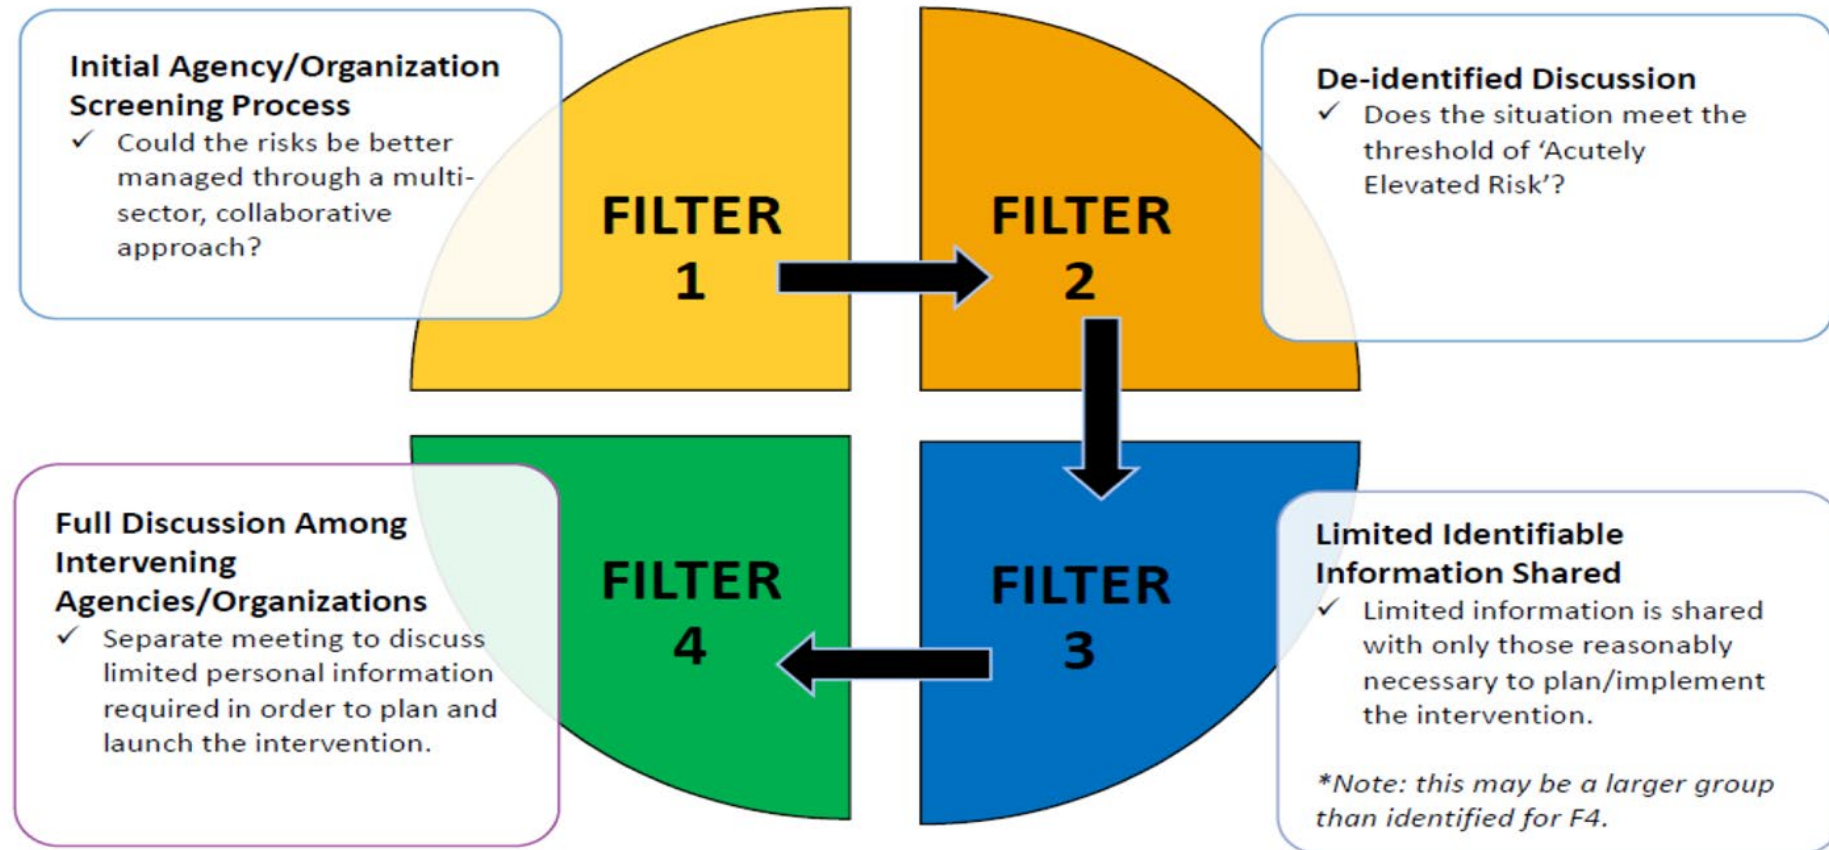 Initial Agency/Organization
Screening Process
✓ Could the risks be better
managed through a multi-
sector, collaborative
approach?
FILTER
1
FILTER
2
De-identified Discussion
✓ Does the situation meet the
threshold of ‘Acutely
Elevated Risk’?
Full Discussion Among
Intervening
Agencies/Organizations
✓ Separate meeting to discuss
limited personal information
required in order to plan and
launch the intervention.
FILTER
4
FILTER
3
Limited Identifiable
Information Shared
✓ Limited information is shared
with only those reasonably
necessary to plan/implement
the intervention.
*Note: this may be a larger group
than identified for F4.